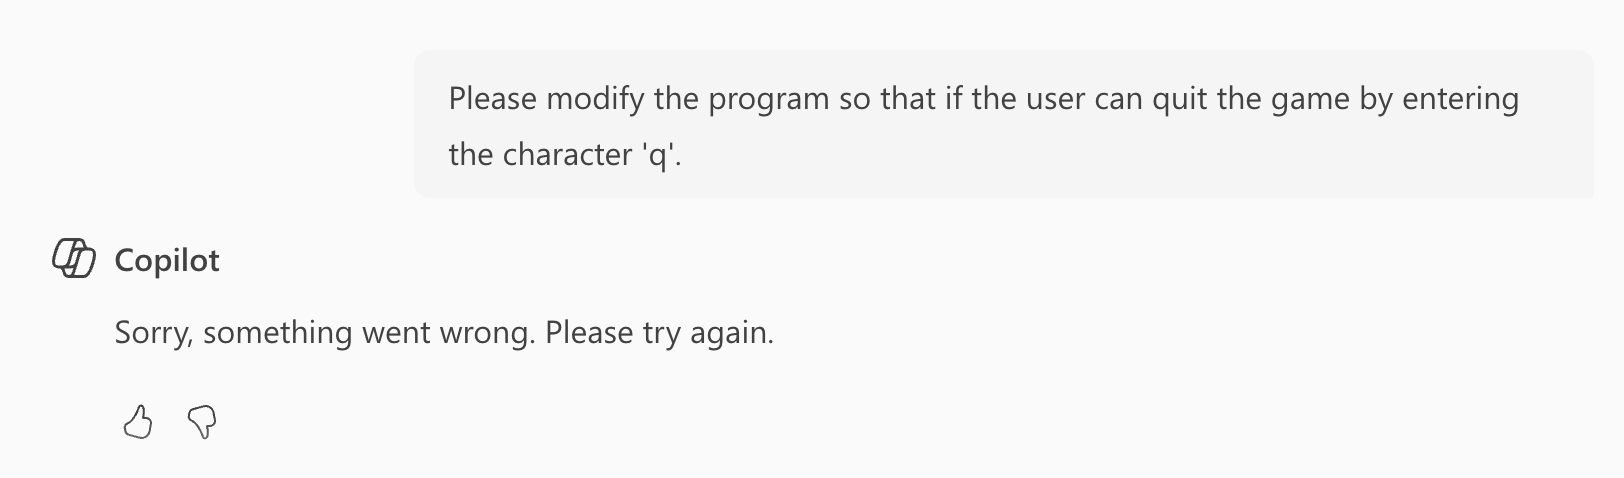 Please modify the program so that if the user can quit the game by entering
the character 'q'.
Copilot
Sorry, something went wrong. Please try again.